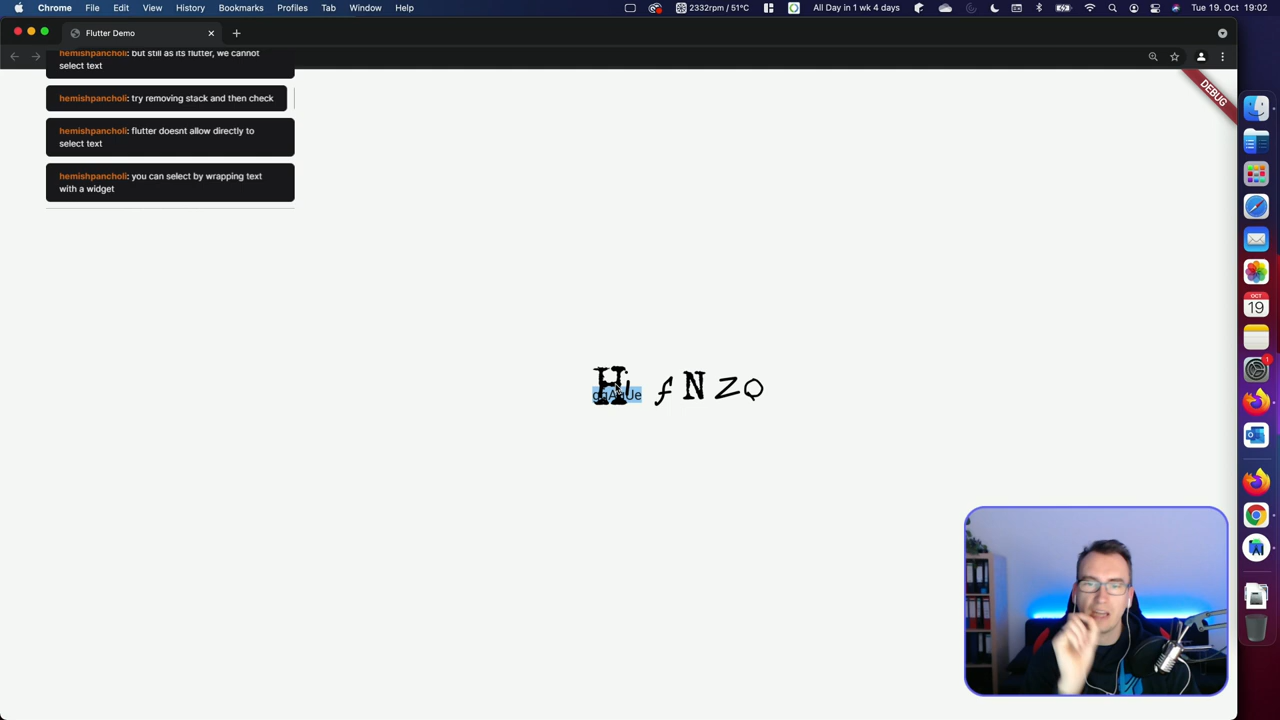 Chrome File Edit View History Bookmarks Profiles Tab Window Help
2332rpm / 51°C
All Day in 1 wk 4 days
Tue 19. Oct 19:02
Flutter Demo
hemishpancholi: but still as its flutter, we cannot
select text
hemishpancholi: try removing stack and then check
hemishpancholi: flutter doesnt allow directly to
select text
hemishpancholi: you can select by wrapping text
with a widget
DEBUG
Hi f N Z O
OCT
19
1